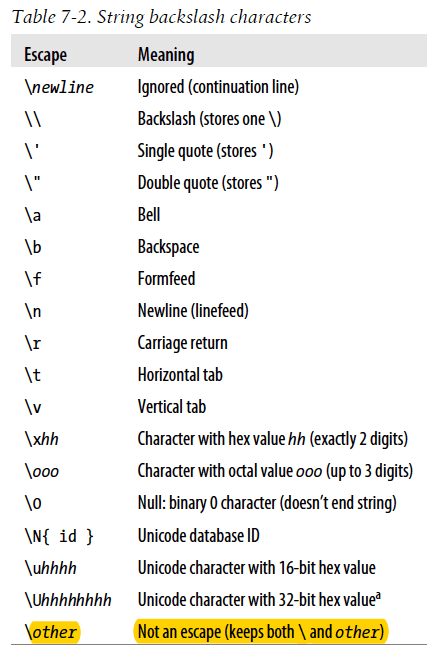 Table 7-2. String backslash characters
Escape Meaning
\newline Ignored (continuation line)
\\ Backslash (stores one \)
\' Single quote (stores ')
\" Double quote (stores ")
\a Bell
\b Backspace
\f Formfeed
\n Newline (linefeed)
\r Carriage return
\t Horizontal tab
\v Vertical tab
\xhh Character with hex value hh (exactly 2 digits)
\ooo Character with octal value ooo (up to 3 digits)
\0 Null: binary 0 character (doesn’t end string)
\N{ id } Unicode database ID
\uhhhh Unicode character with 16-bit hex value
\Uhhhhhhhh Unicode character with 32-bit hex valueᵃ
\other Not an escape (keeps both \ and other)